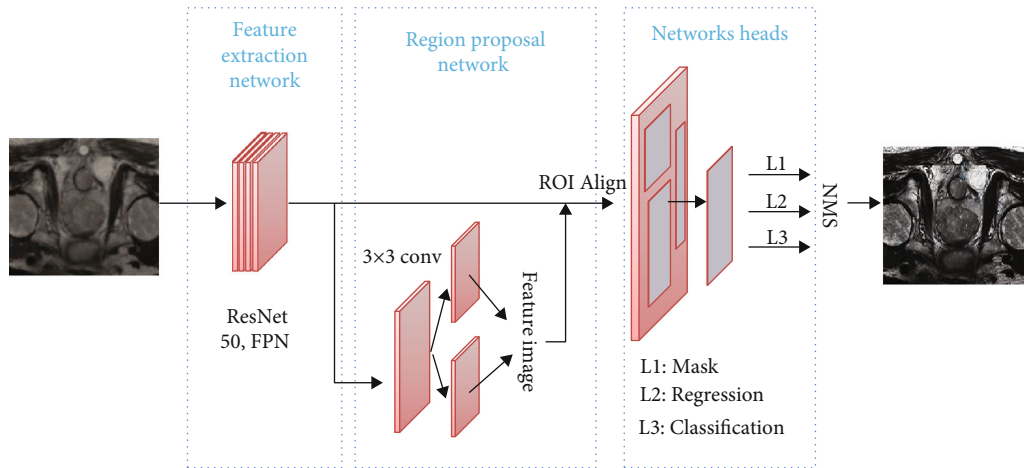 Feature
extraction
network
Region proposal
network
Networks heads
ResNet
50, FPN
3×3 conv
Feature image
ROI Align
L1
L2
L3
NMS
L1: Mask
L2: Regression
L3: Classification